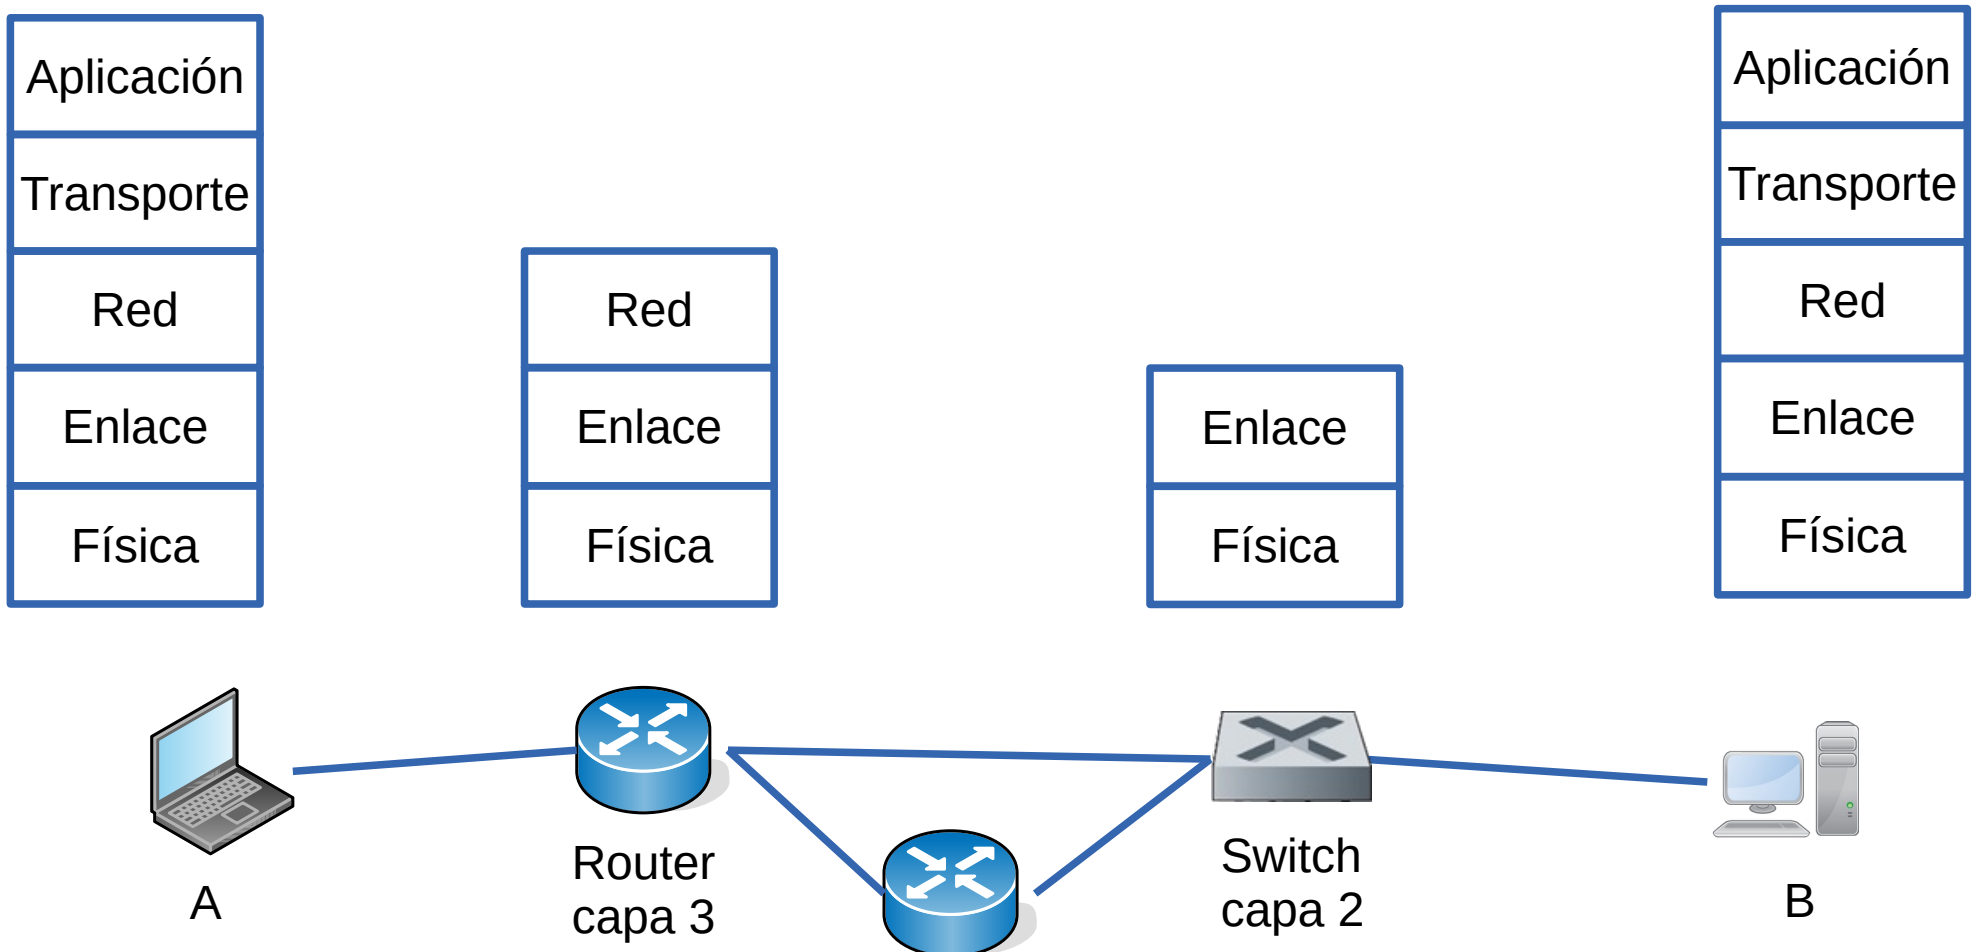 Aplicación
Transporte
Red
Enlace
Física
Red
Enlace
Física
Enlace
Física
Aplicación
Transporte
Red
Enlace
Física
A
Router
capa 3
Switch
capa 2
B